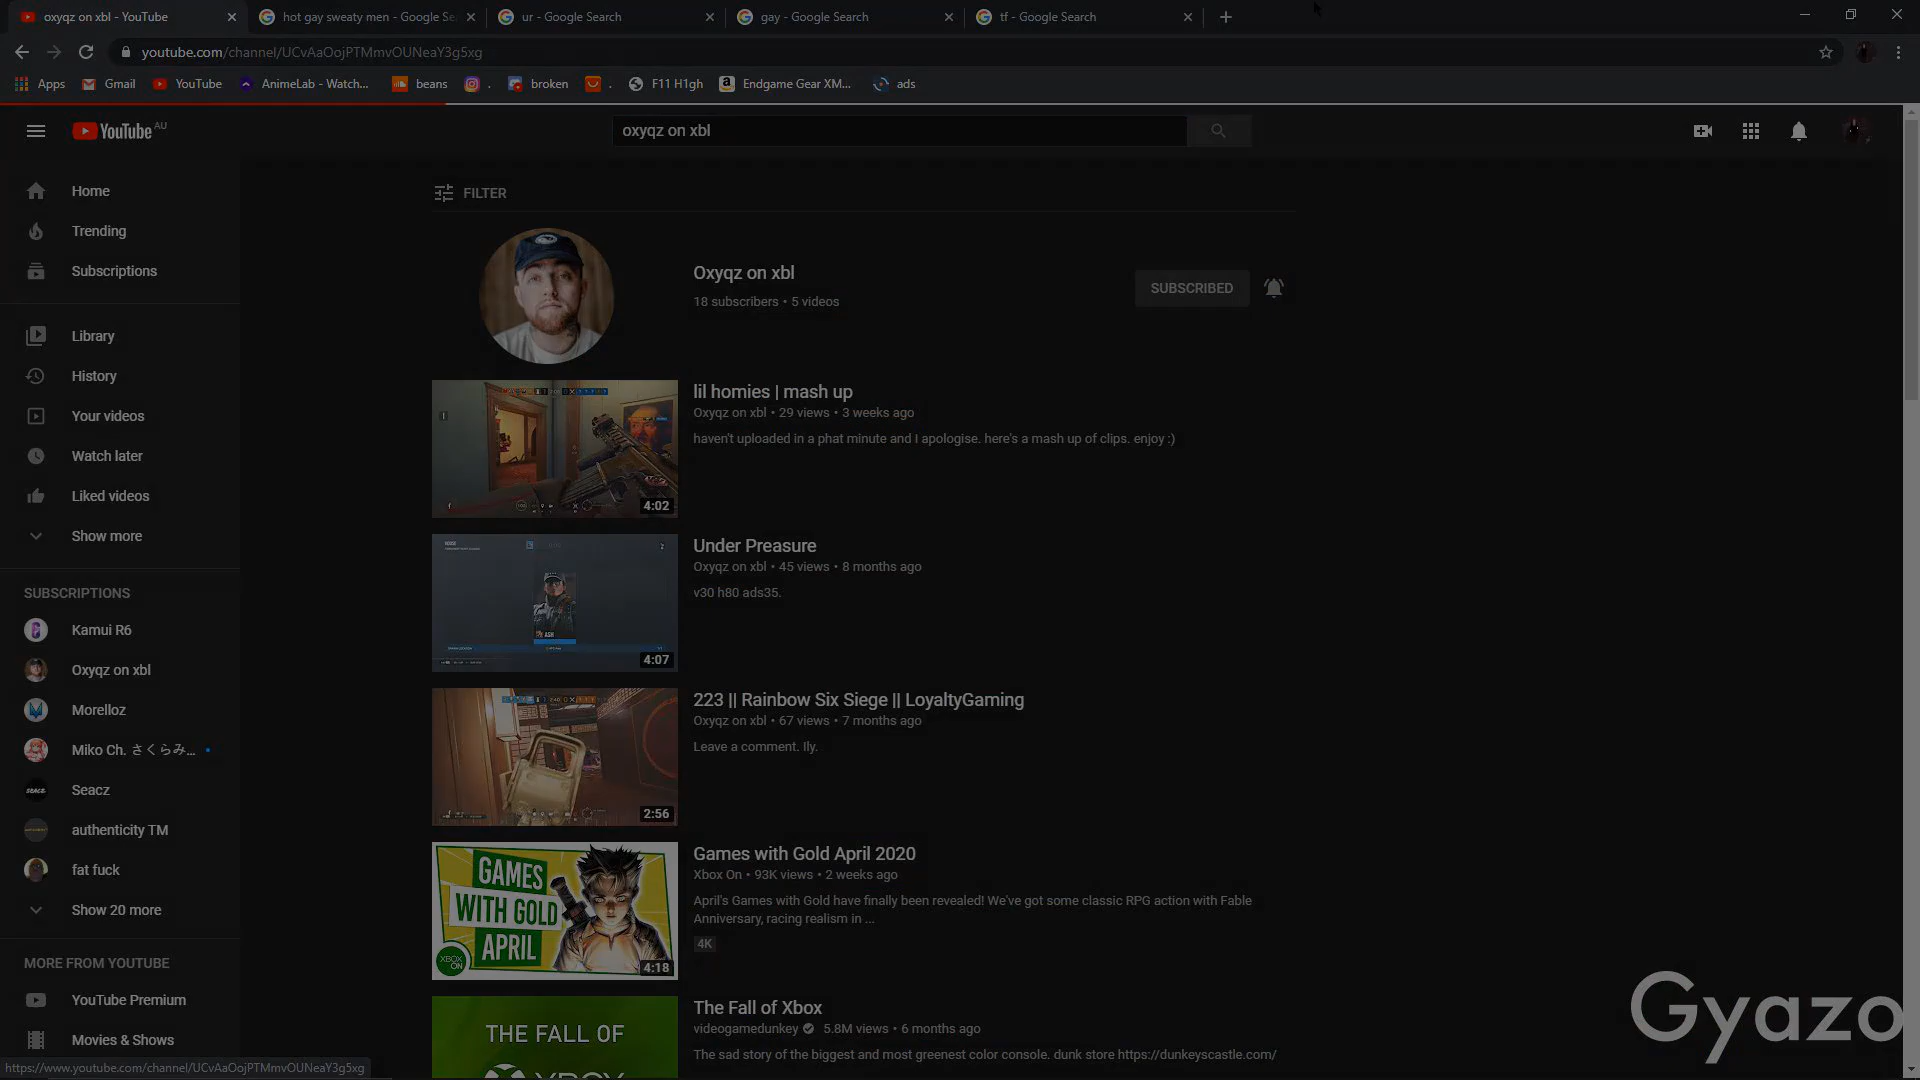 oxyqz on xbl - YouTube
hot gay sweaty men - Google Se
ur - Google Search
gay - Google Search
tf - Google Search
youtube.com/channel/UCvAaOojPTMmvOUNeaY3g5xg
Apps
Gmail
YouTube
AnimeLab - Watch...
beans
.
broken
.
F11 H1gh
Endgame Gear XM...
ads
YouTube AU
oxyqz on xbl
Home
Trending
Subscriptions
Library
History
Your videos
Watch later
Liked videos
Show more
SUBSCRIPTIONS
Kamui R6
Oxyqz on xbl
Morelloz
Miko Ch. さくらみ...
Seacz
authenticity TM
fat fuck
Show 20 more
MORE FROM YOUTUBE
YouTube Premium
Movies & Shows
FILTER
Oxyqz on xbl
18 subscribers • 5 videos
SUBSCRIBED
lil homies | mash up
Oxyqz on xbl • 29 views • 3 weeks ago
haven't uploaded in a phat minute and I apologise. here's a mash up of clips. enjoy :)
4:02
Under Preasure
Oxyqz on xbl • 45 views • 8 months ago
v30 h80 ads35.
ASH
4:07
223 || Rainbow Six Siege || LoyaltyGaming
Oxyqz on xbl • 67 views • 7 months ago
Leave a comment. Ily.
2:56
GAMES
WITH GOLD
APRIL
XBOX
ON
4:18
Games with Gold April 2020
Xbox On • 93K views • 2 weeks ago
April's Games with Gold have finally been revealed! We've got some classic RPG action with Fable
Anniversary, racing realism in ...
4K
THE FALL OF
XBOX
The Fall of Xbox
videogamedunkey 5.8M views • 6 months ago
The sad story of the biggest and most greenest color console. dunk store https://dunkeyscastle.com/
https://www.youtube.com/channel/UCvAaOojPTMmvOUNeaY3g5xg
Gyazo